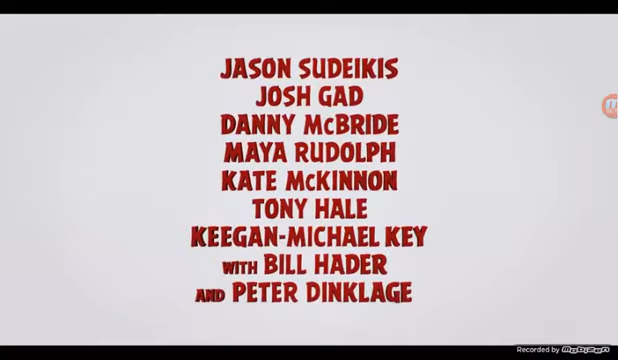 JASON SUDEIKIS
JOSH GAD
DANNY McBRIDE
MAYA RUDOLPH
KATE McKINNON
TONY HALE
KEEGAN-MICHAEL KEY
WITH BILL HADER
AND PETER DINKLAGE
Recorded by Mobizen